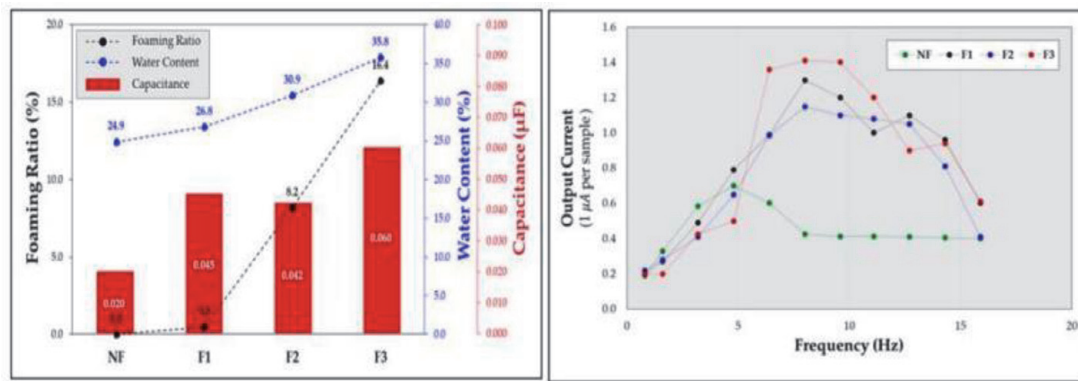 20.0
15.0
10.0
5.0
0.0
Foaming Ratio (%)
Foaming Ratio
Water Content
Capacitance
24.9
26.8
30.9
35.8
16.4
8.2
0.020
0.045
0.042
0.060
NF
F1
F2
F3
40.0
35.0
30.0
25.0
20.0
15.0
10.0
5.0
0.0
Water Content (%)
0.100
0.090
0.080
0.070
0.060
0.050
0.040
0.030
0.020
0.010
0.000
Capacitance (μF)
1.6
1.4
1.2
1.0
0.8
0.6
0.4
0.2
0.0
Output Current
(1 μA per sample)
NF F1 F2 F3
0 5 10 15 20
Frequency (Hz)